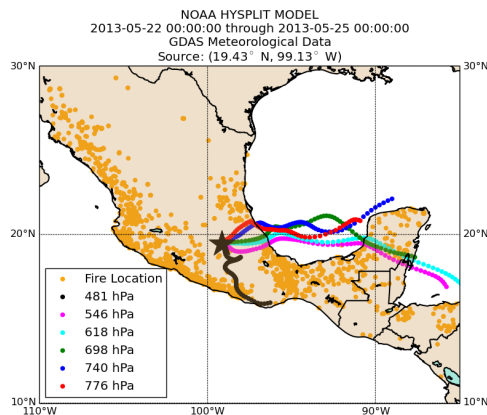 NOAA HYSPLIT MODEL
2013-05-22 00:00:00 through 2013-05-25 00:00:00
GDAS Meteorological Data
Source: (19.43° N, 99.13° W)
30°N
30°N
20°N
20°N
Fire Location
481 hPa
546 hPa
618 hPa
698 hPa
740 hPa
776 hPa
10°N
10°N
110°W
100°W
90°W